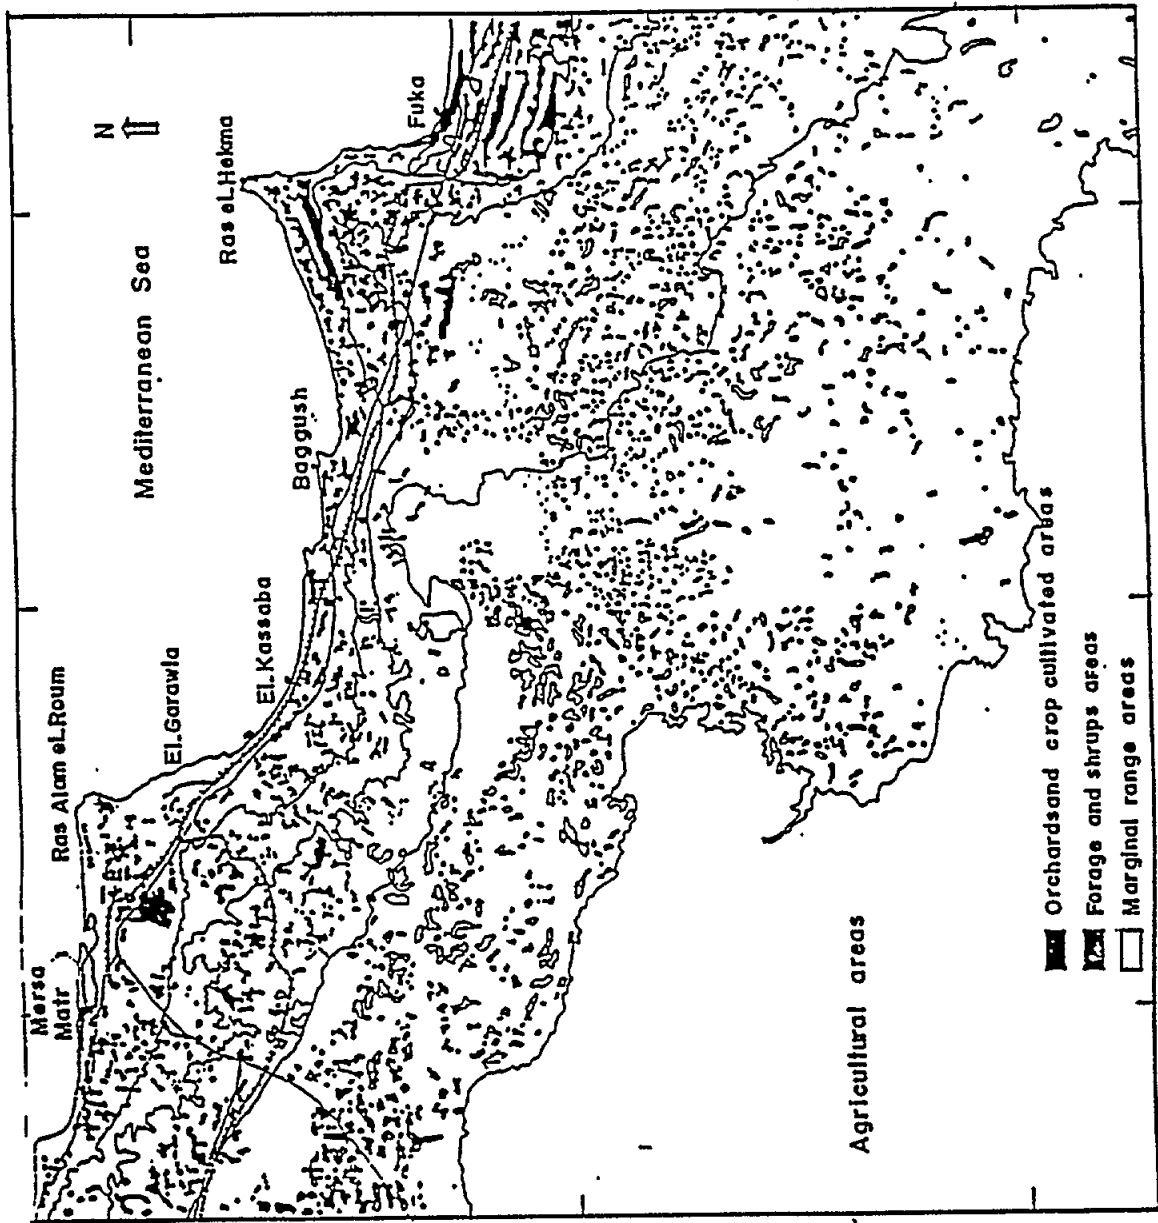 N
Mediterranean Sea
Mersa
Matr
Ras Alam eL.Roum
EL.Garawla
EL.Kassaba
Baggush
Ras eL.Hekma
Fuka
Agricultural areas
Orchardsand crop cultivated areas
Forage and shrups areas
Marginal range areas